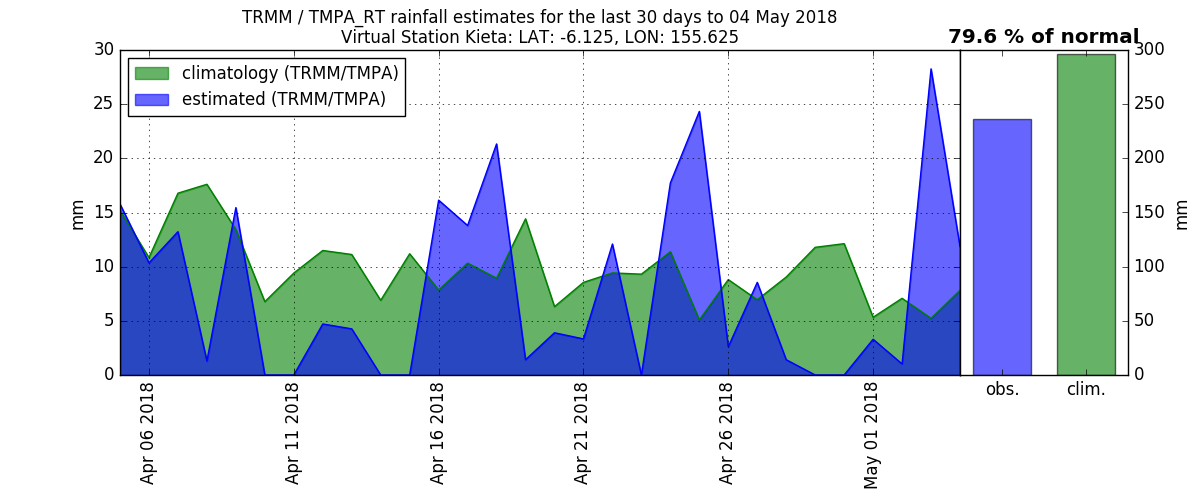 TRMM / TMPA_RT rainfall estimates for the last 30 days to 04 May 2018
Virtual Station Kieta: LAT: -6.125, LON: 155.625
79.6 % of normal
climatology (TRMM/TMPA)
estimated (TRMM/TMPA)
30
25
20
15
10
5
0
mm
Apr 06 2018
Apr 11 2018
Apr 16 2018
Apr 21 2018
Apr 26 2018
May 01 2018
obs.
clim.
300
250
200
150
100
50
0
mm